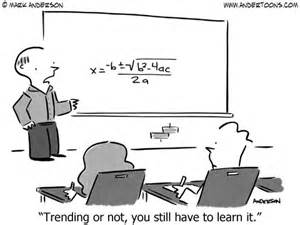 © MARK ANDERSON
WWW.ANDERTOONS.COM
x = -b ± √b² - 4ac
2a
ANDERSON
"Trending or not, you still have to learn it."